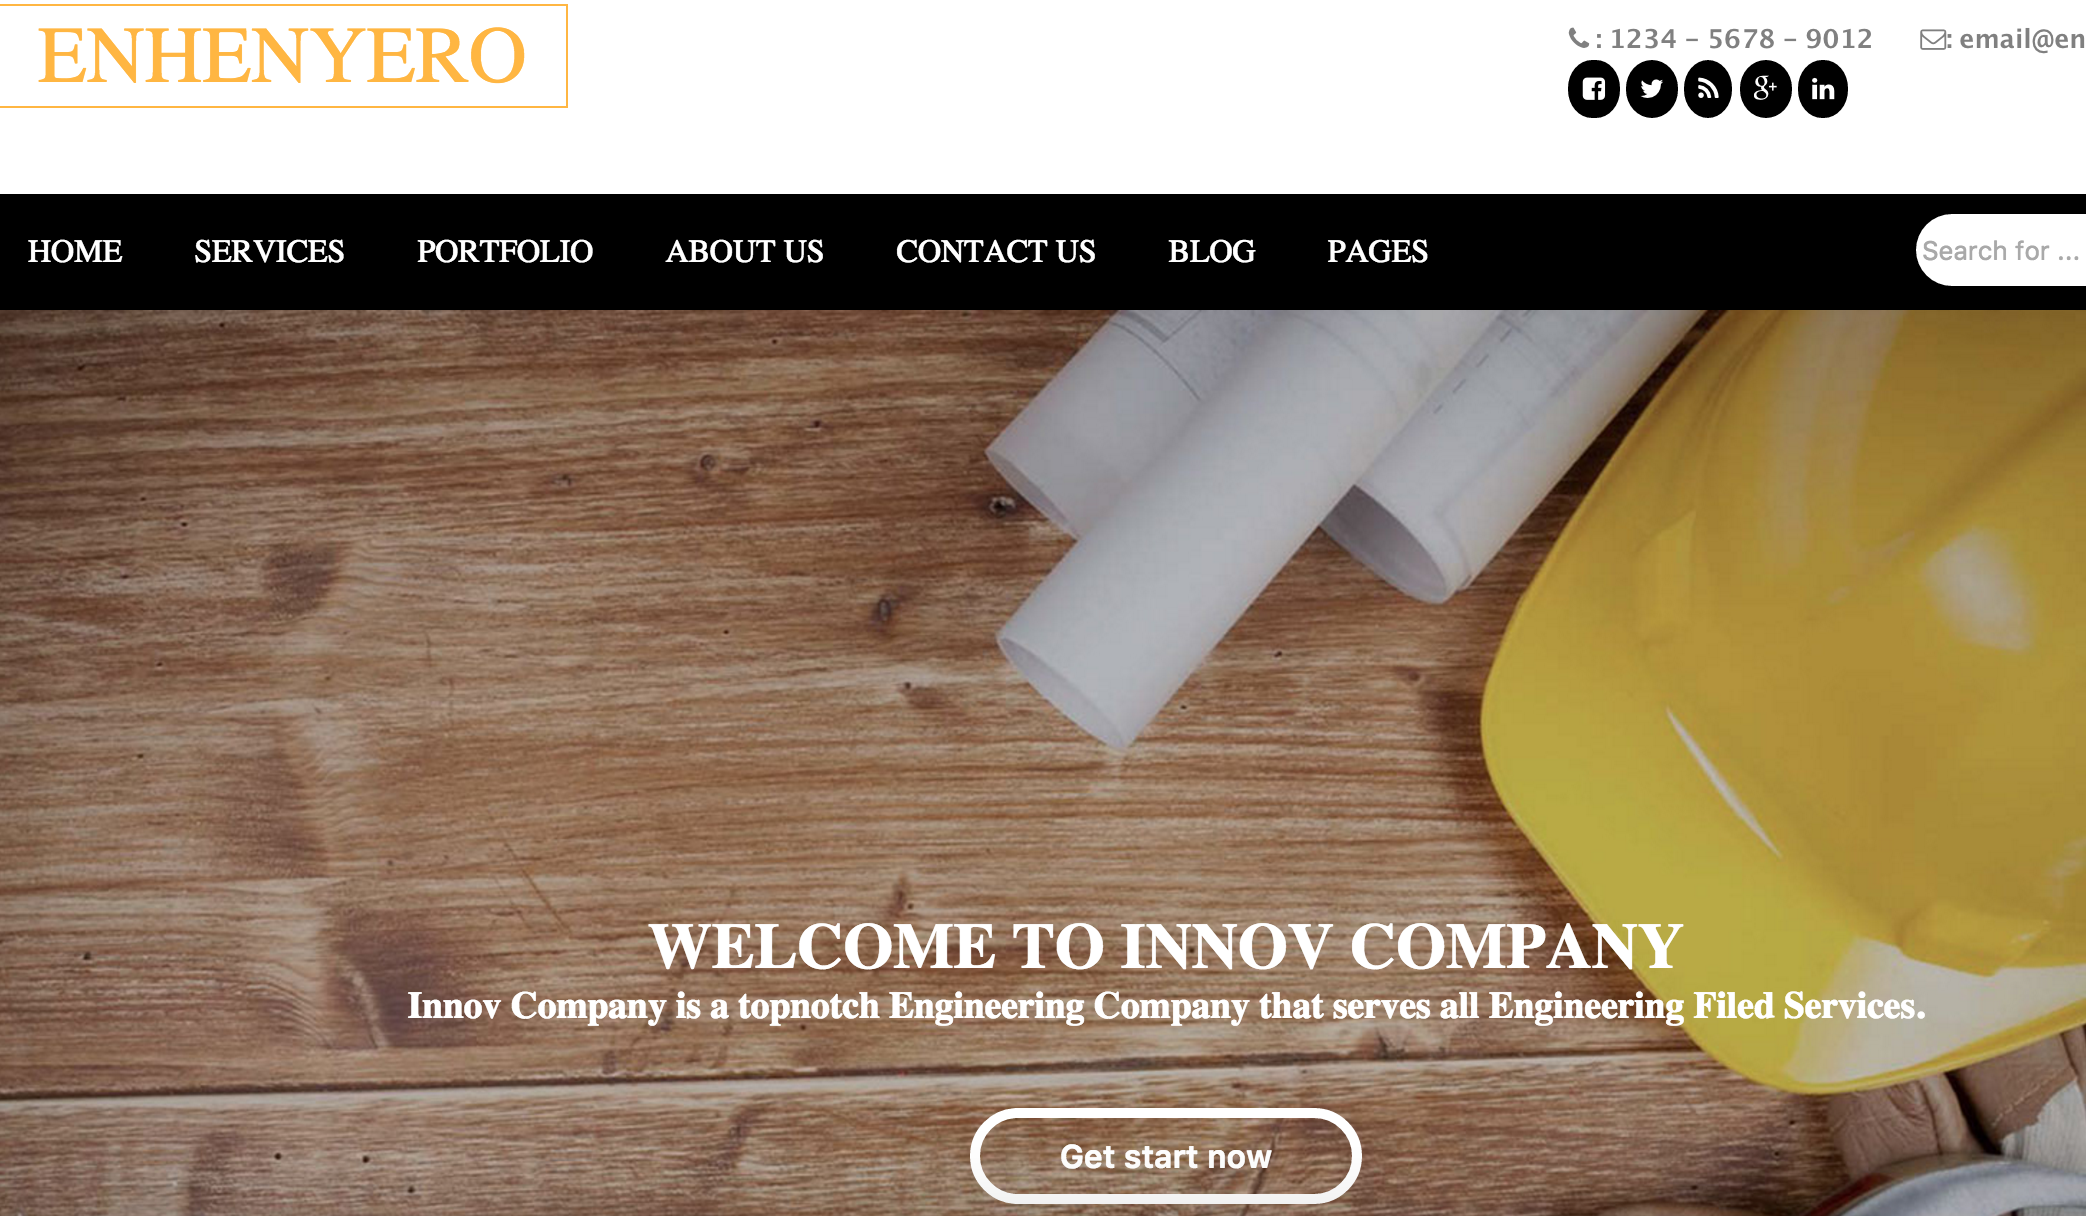 ENHENYERO
: 1234 - 5678 - 9012
: email@en
HOME SERVICES PORTFOLIO ABOUT US CONTACT US BLOG PAGES
Search for ...
WELCOME TO INNOV COMPANY
Innov Company is a topnotch Engineering Company that serves all Engineering Filed Services.
Get start now